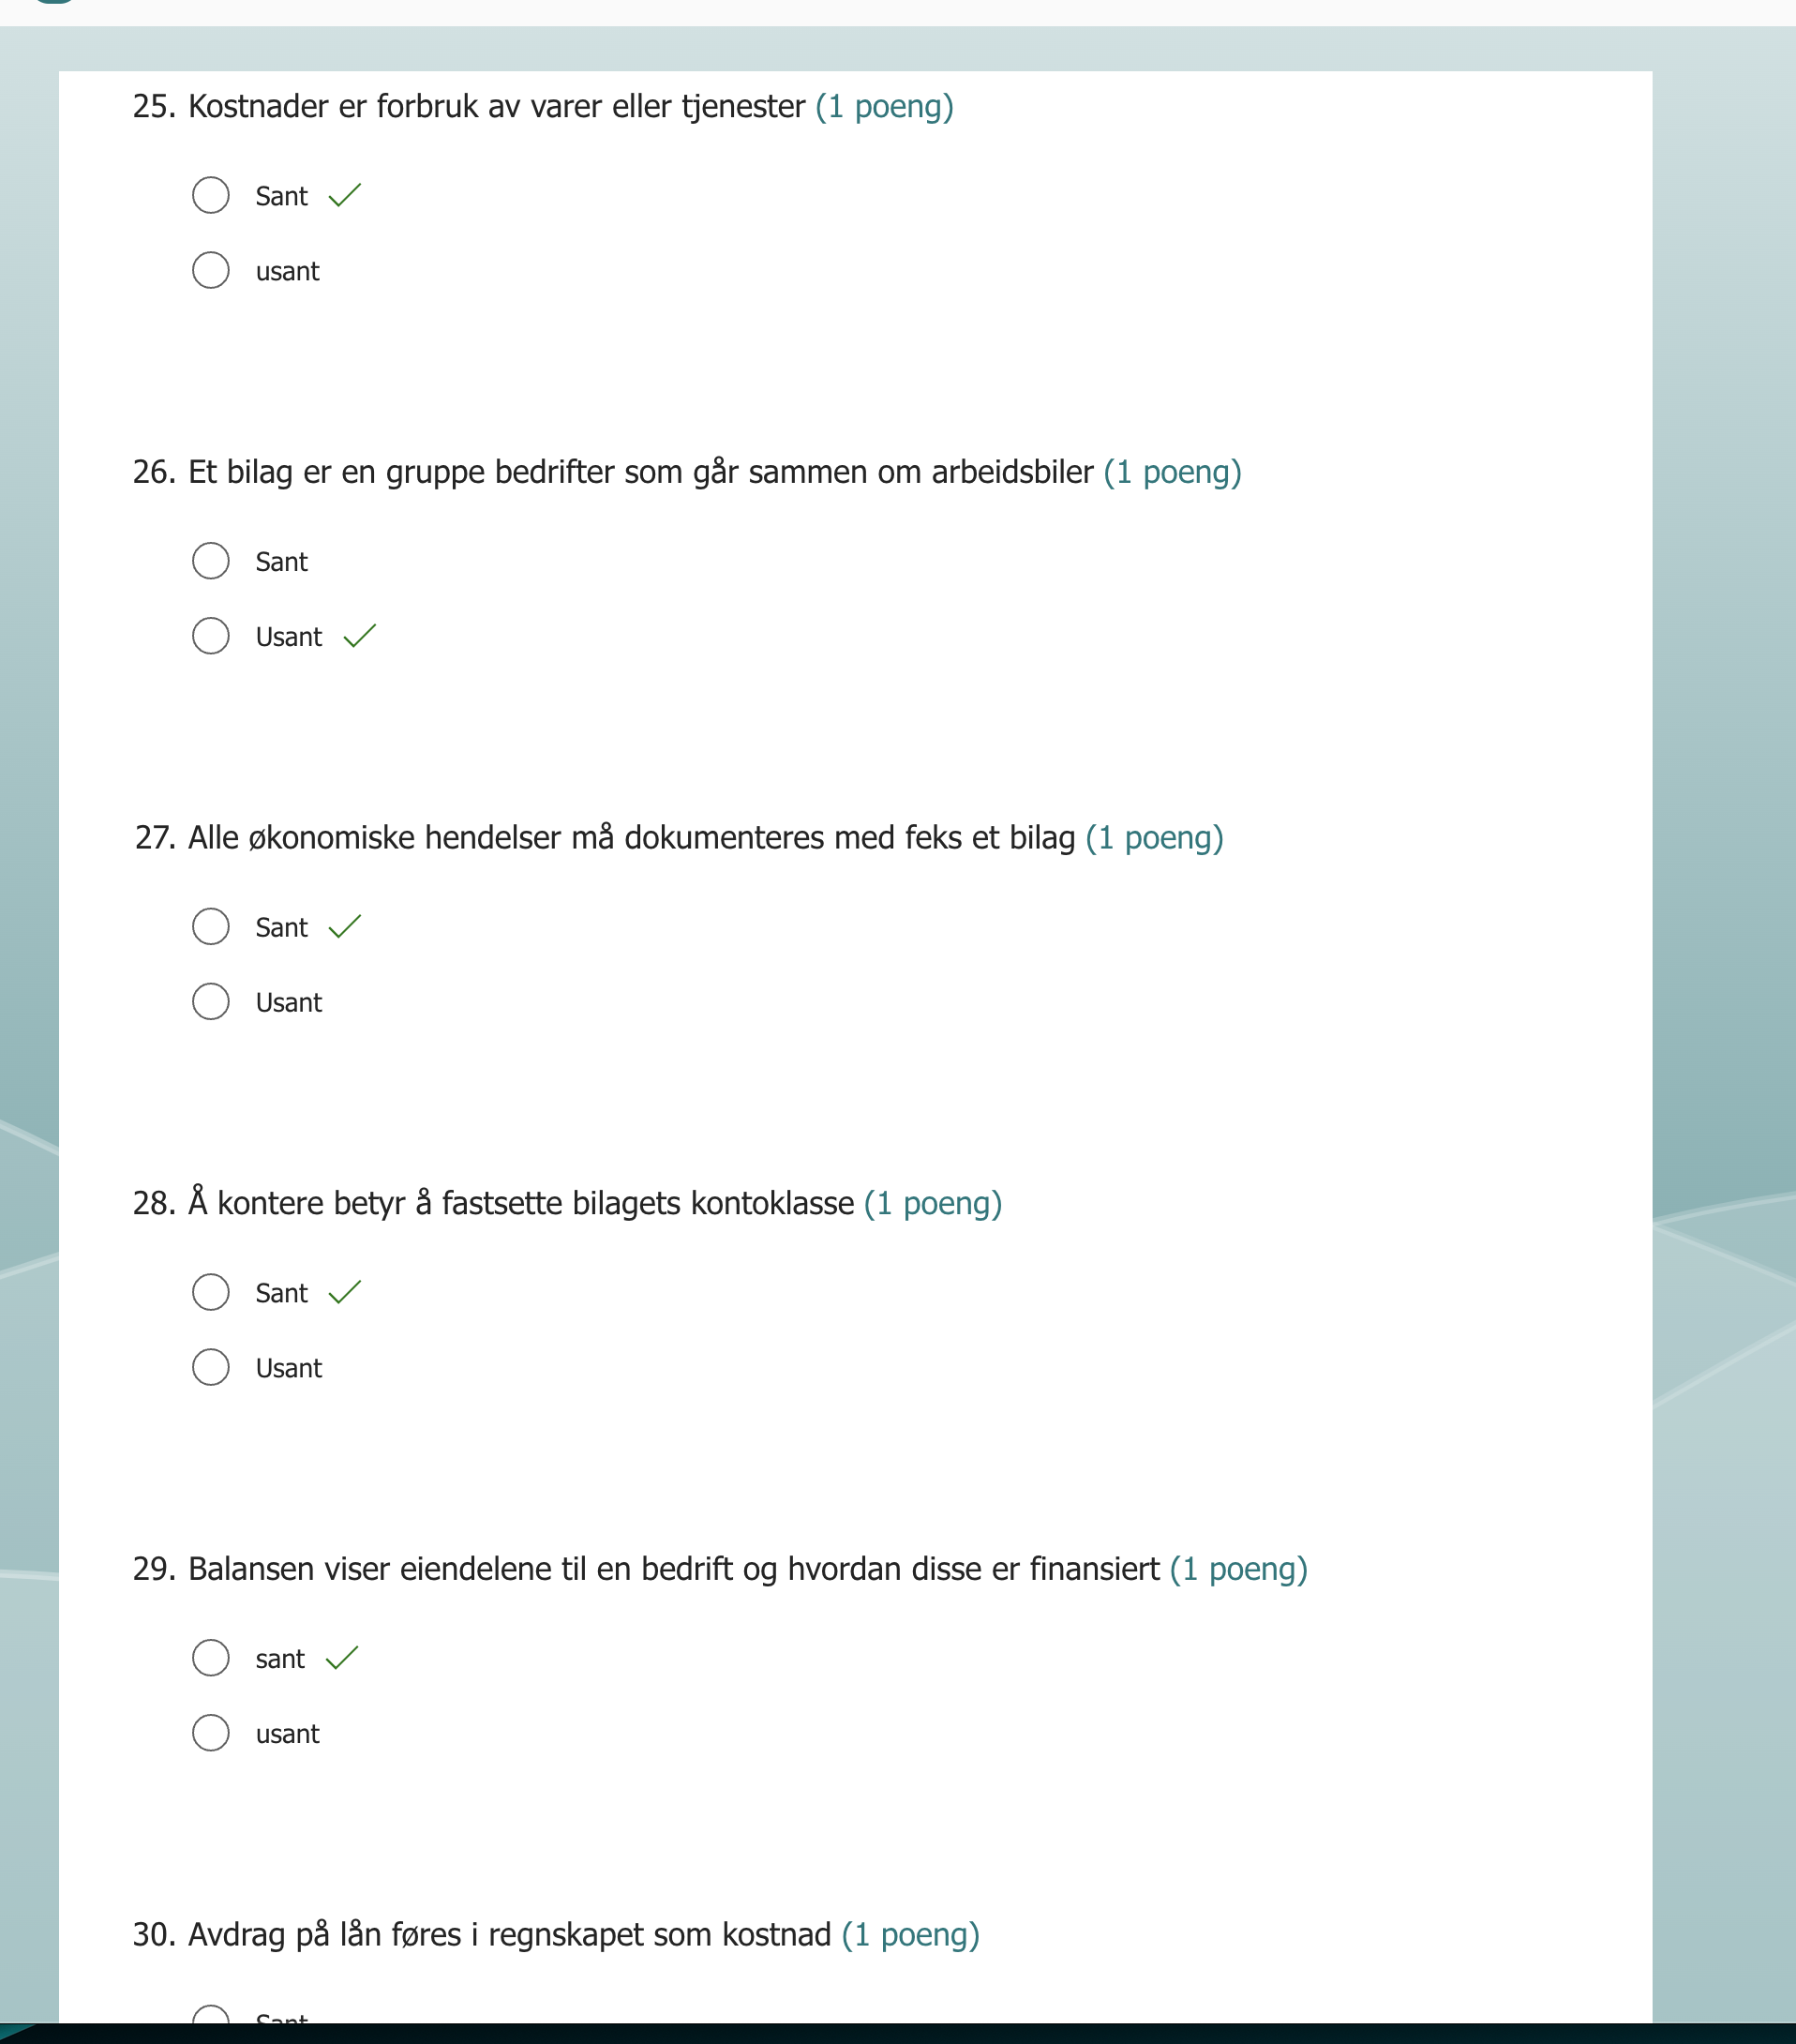 25. Kostnader er forbruk av varer eller tjenester (1 poeng)
Sant
usant
26. Et bilag er en gruppe bedrifter som går sammen om arbeidsbiler (1 poeng)
Sant
Usant
27. Alle økonomiske hendelser må dokumenteres med feks et bilag (1 poeng)
Sant
Usant
28. Å kontere betyr å fastsette bilagets kontoklasse (1 poeng)
Sant
Usant
29. Balansen viser eiendelene til en bedrift og hvordan disse er finansiert (1 poeng)
sant
usant
30. Avdrag på lån føres i regnskapet som kostnad (1 poeng)
Sant